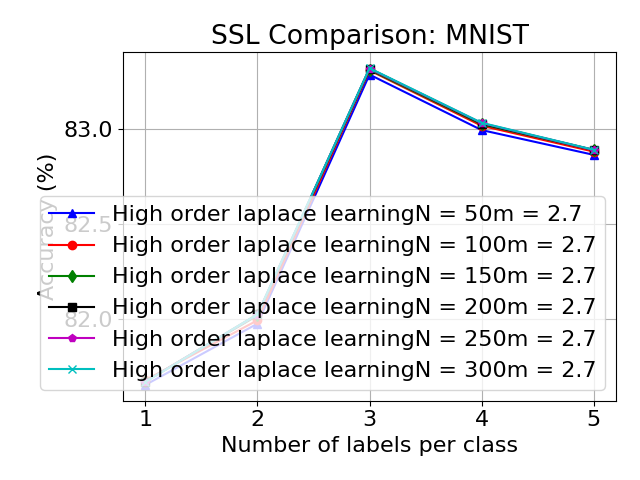 SSL Comparison: MNIST
Accuracy (%)
83.0
82.5
82.0
High order laplace learningN = 50m = 2.7
High order laplace learningN = 100m = 2.7
High order laplace learningN = 150m = 2.7
High order laplace learningN = 200m = 2.7
High order laplace learningN = 250m = 2.7
High order laplace learningN = 300m = 2.7
1 2 3 4 5
Number of labels per class